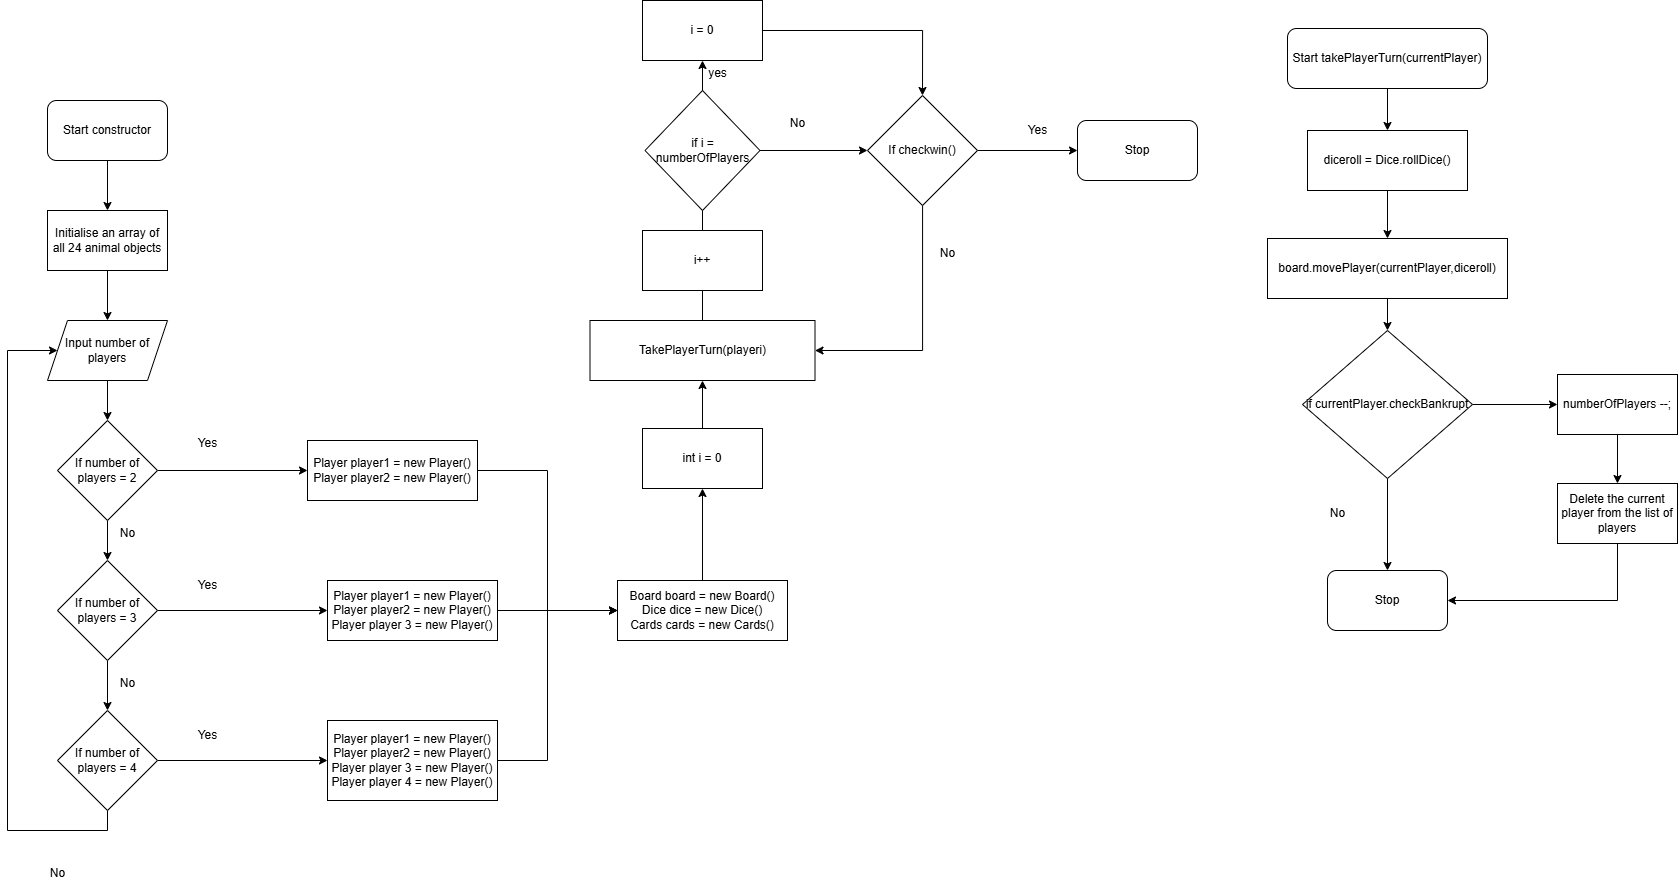 Start constructor
Initialise an array of
all 24 animal objects
Input number of
players
If number of
players = 2
Yes
Player player1 = new Player()
Player player2 = new Player()
No
If number of
players = 3
Yes
Player player1 = new Player()
Player player2 = new Player()
Player player 3 = new Player()
No
If number of
players = 4
Yes
Player player1 = new Player()
Player player2 = new Player()
Player player 3 = new Player()
Player player 4 = new Player()
No
Board board = new Board()
Dice dice = new Dice()
Cards cards = new Cards()
int i = 0
TakePlayerTurn(playeri)
i++
if i =
numberOfPlayers
yes
i = 0
No
If checkwin()
Yes
Stop
No
Start takePlayerTurn(currentPlayer)
diceroll = Dice.rollDice()
board.movePlayer(currentPlayer,diceroll)
if currentPlayer.checkBankrupt
numberOfPlayers --;
Delete the current
player from the list of
players
No
Stop